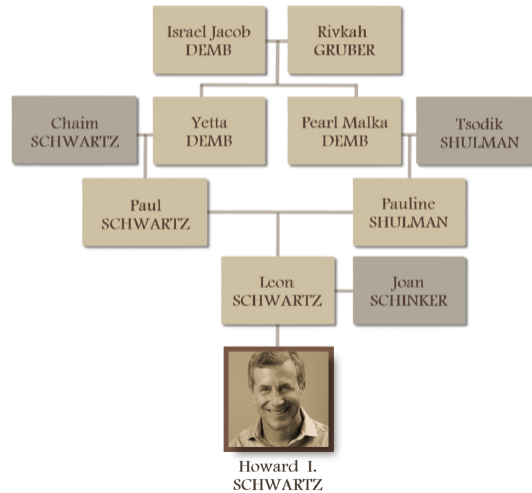 Israel Jacob
DEMB
Rivkah
GRUBER
Chaim
SCHWARTZ
Yetta
DEMB
Pearl Malka
DEMB
Tsodik
SHULMAN
Paul
SCHWARTZ
Pauline
SHULMAN
Leon
SCHWARTZ
Joan
SCHINKER
Howard I.
SCHWARTZ